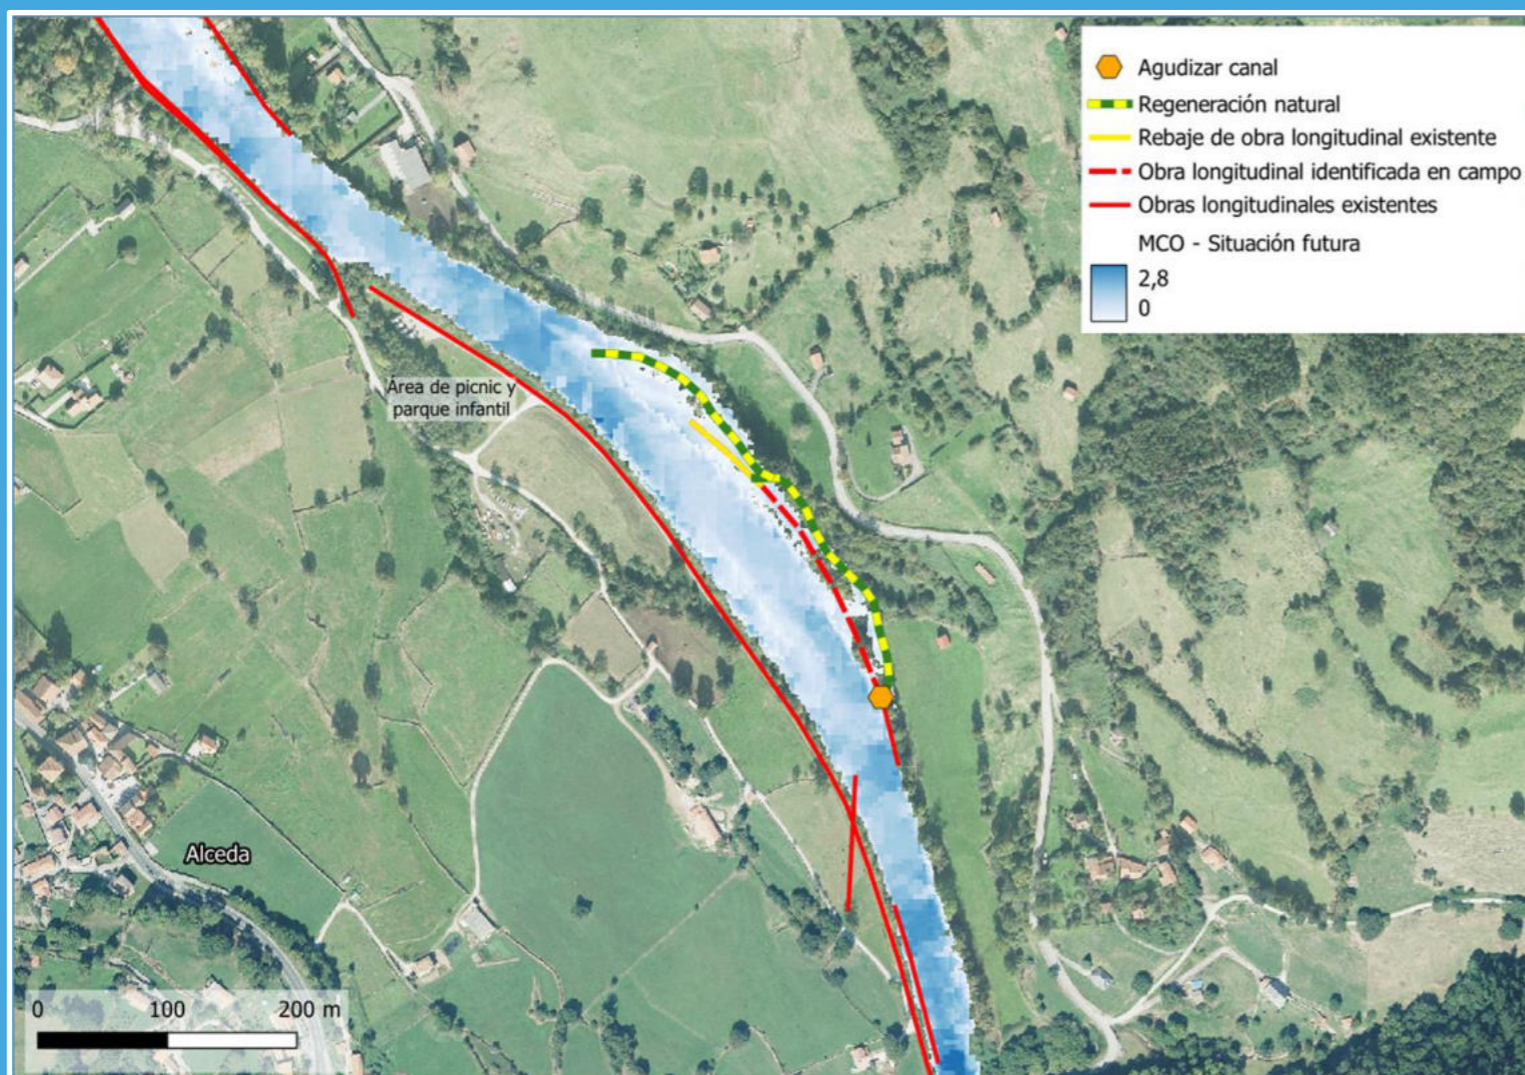 Agudizar canal
Regeneración natural
Rebaje de obra longitudinal existente
Obra longitudinal identificada en campo
Obras longitudinales existentes
MCO - Situación futura
2,8
0
Área de picnic y
parque infantil
Alceda
0 100 200 m